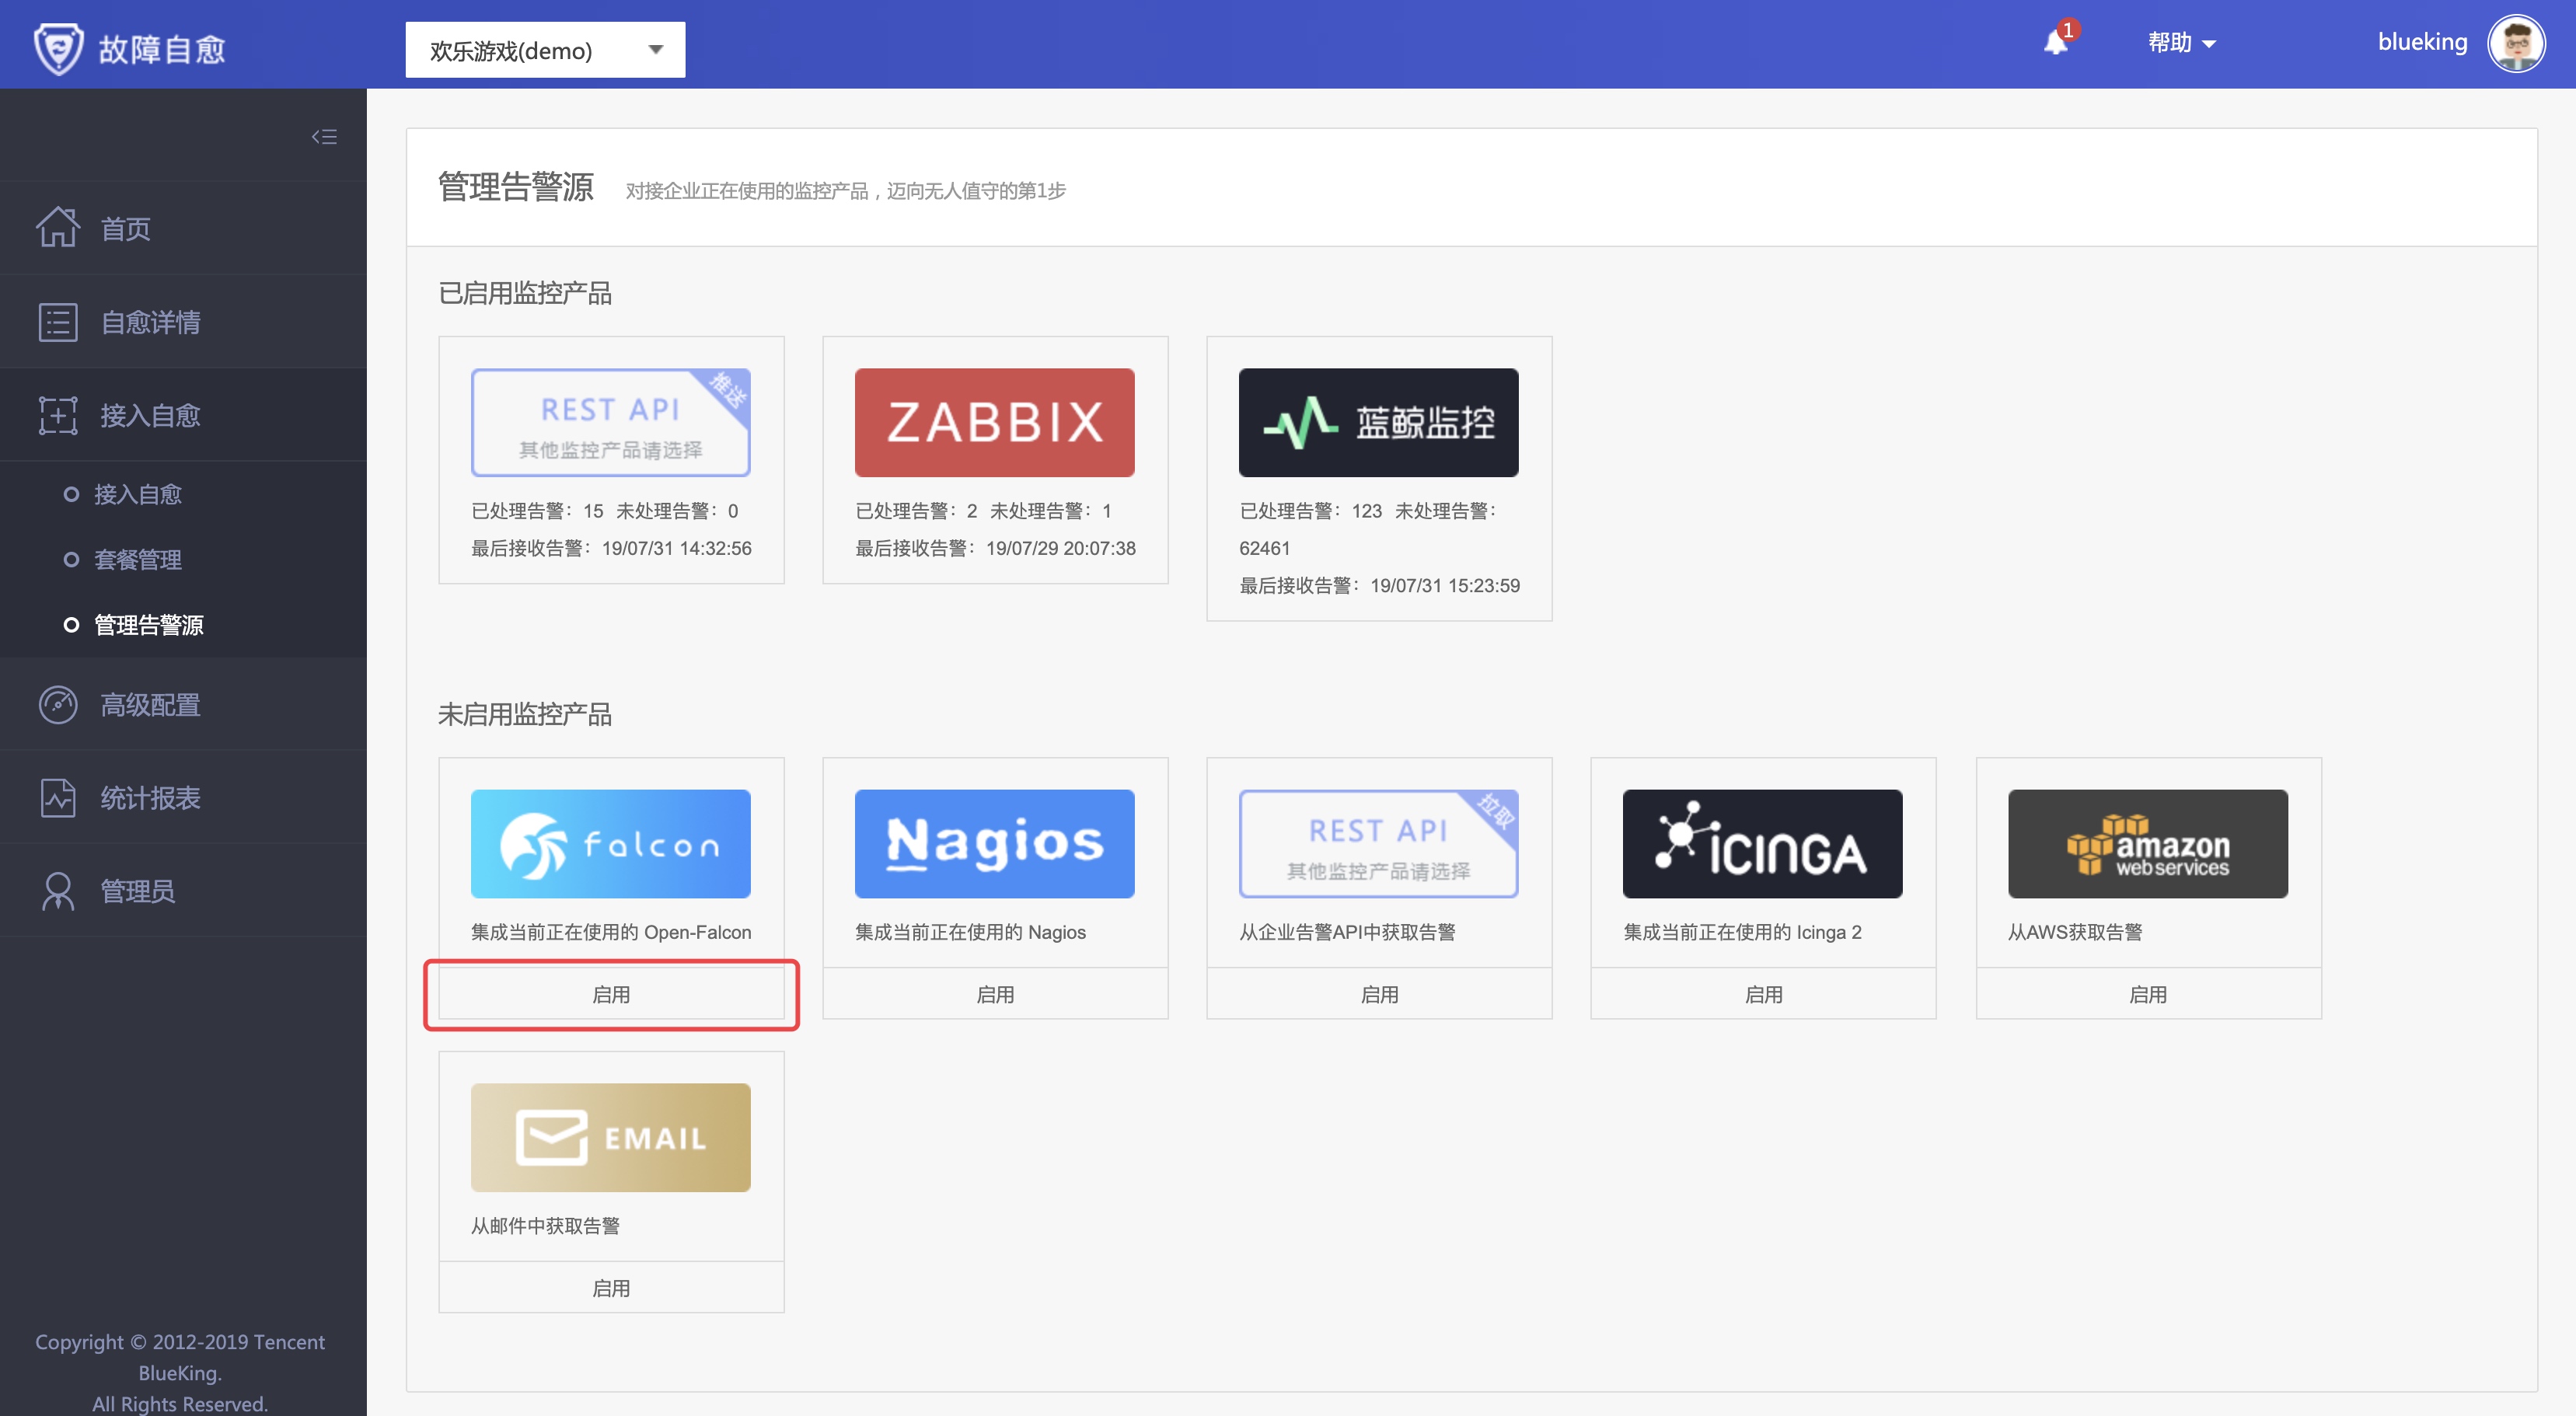 故障自愈
欢乐游戏(demo)
1
帮助
blueking
首页
自愈详情
接入自愈
接入自愈
套餐管理
管理告警源
高级配置
统计报表
管理员
Copyright © 2012-2019 Tencent
BlueKing.
All Rights Reserved.
管理告警源 对接企业正在使用的监控产品，迈向无人值守的第1步
已启用监控产品
推送
REST API
其他监控产品请选择
已处理告警：15 未处理告警：0
最后接收告警：19/07/31 14:32:56
ZABBIX
已处理告警：2 未处理告警：1
最后接收告警：19/07/29 20:07:38
蓝鲸监控
已处理告警：123 未处理告警：
62461
最后接收告警：19/07/31 15:23:59
未启用监控产品
falcon
集成当前正在使用的 Open-Falcon
启用
Nagios
集成当前正在使用的 Nagios
启用
拉取
REST API
其他监控产品请选择
从企业告警API中获取告警
启用
ICINGA
集成当前正在使用的 Icinga 2
启用
amazon
webservices
从AWS获取告警
启用
EMAIL
从邮件中获取告警
启用